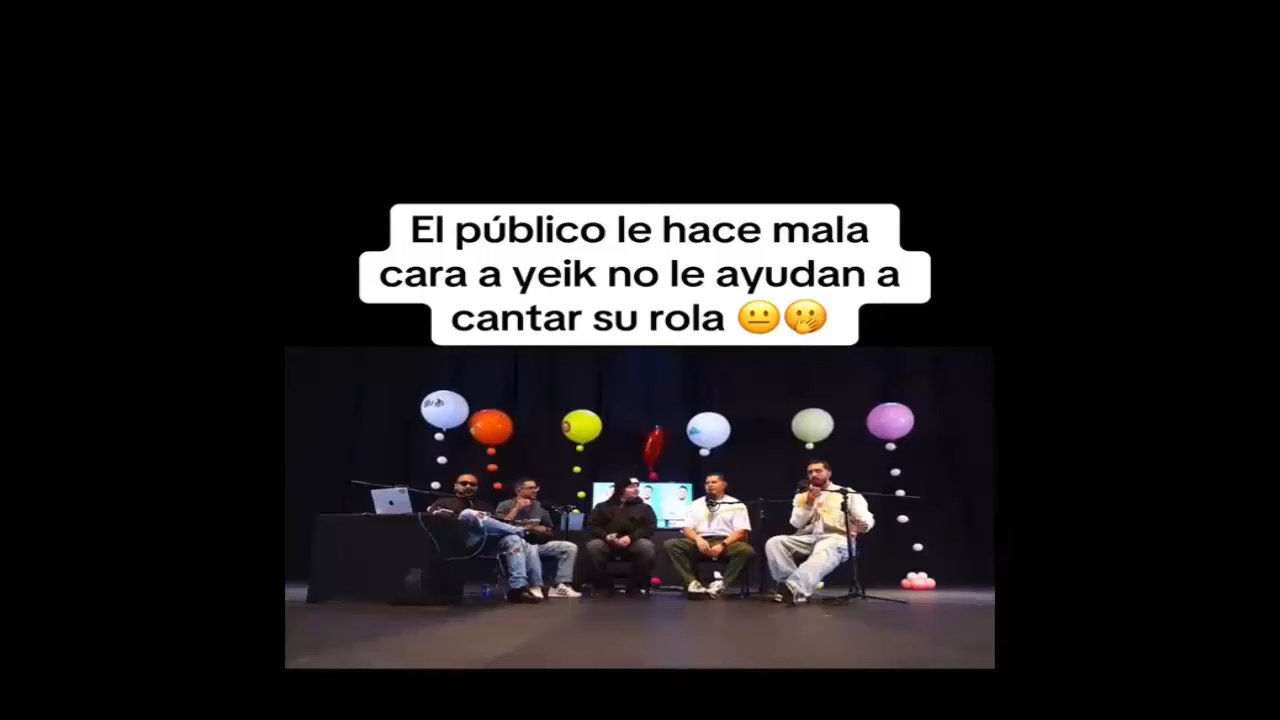 El público le hace mala
cara a yeik no le ayudan a
cantar su rola 😐🫢